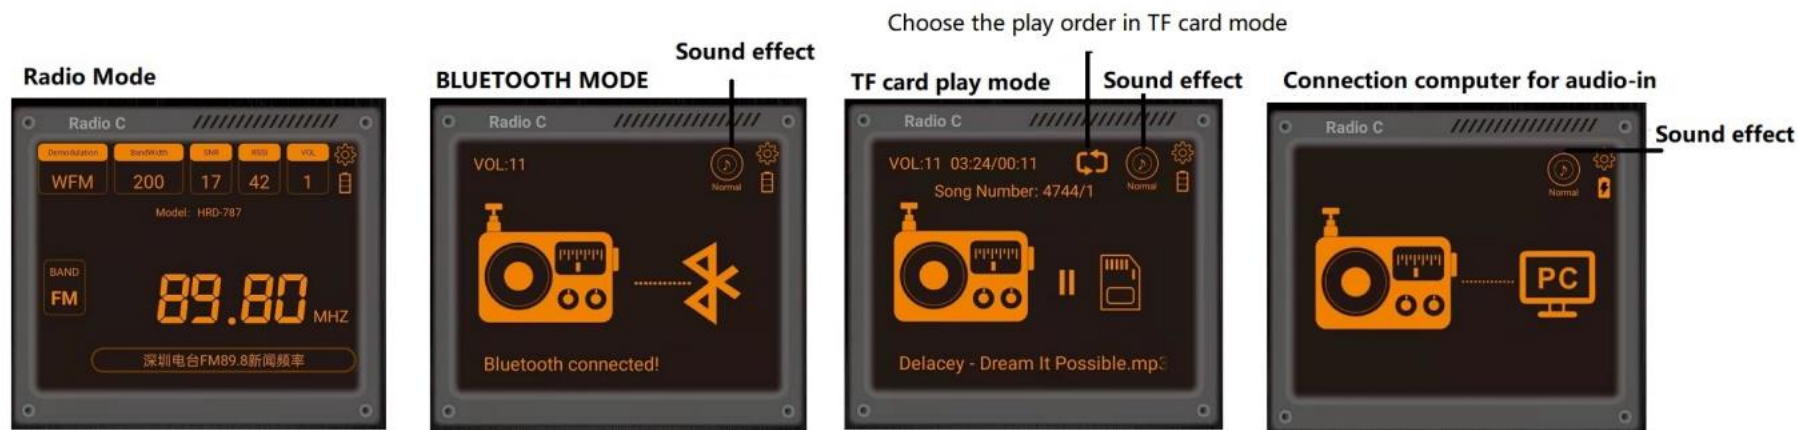 Choose the play order in TF card mode
Radio Mode
BLUETOOTH MODE
Sound effect
TF card play mode
Sound effect
Connection computer for audio-in
Sound effect
Radio C
Demodulation BandWidth SNR RSSI VOL
WFM 200 17 42 1
Model: HRD-787
BAND
FM
89.80 MHZ
深圳电台FM89.8新闻频率
Radio C
VOL:11
Normal
Bluetooth connected!
Radio C
VOL:11 03:24/00:11
Normal
Song Number: 4744/1
Delacey - Dream It Possible.mp3
Radio C
Normal
PC